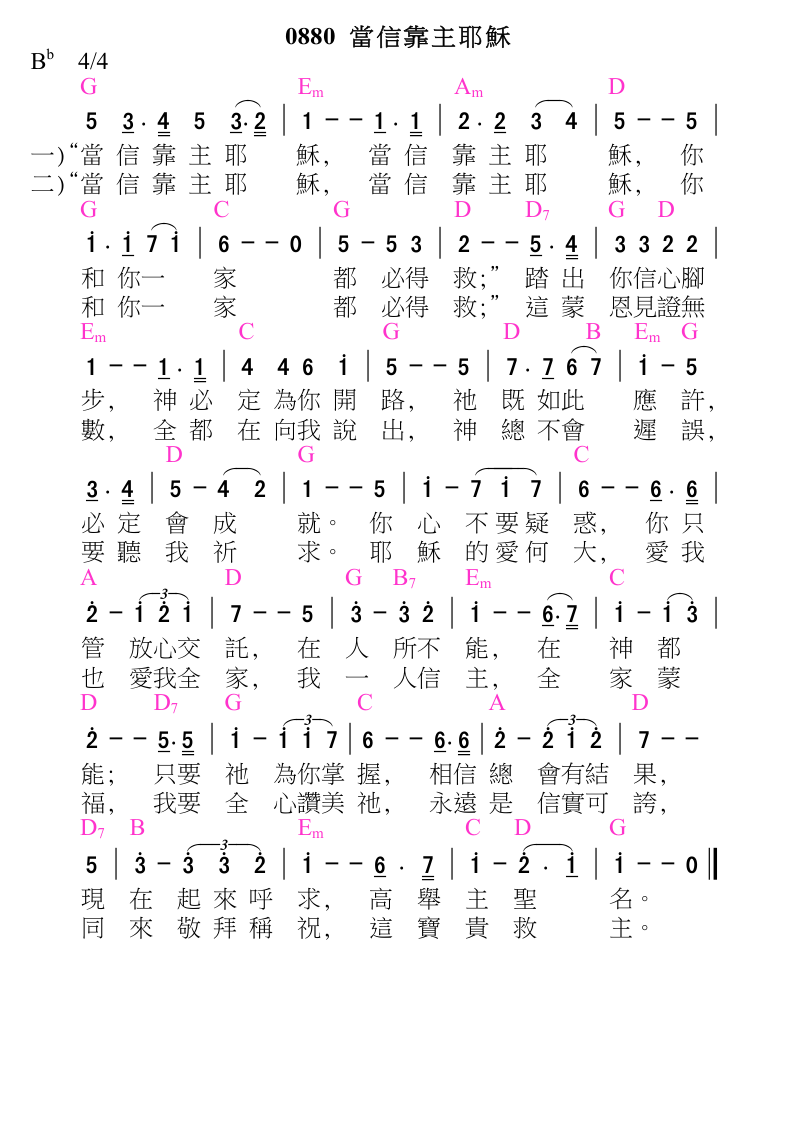 0880 當信靠主耶穌
B♭ 4/4
G Em Am D
5 3 . 4 5 3. 2 | 1 - - 1 . 1 | 2 . 2 3 4 | 5 - - 5 |
一)“當 信 靠 主 耶 穌, 當 信 靠 主 耶 穌, 你
二)“當 信 靠 主 耶 穌, 當 信 靠 主 耶 穌, 你
G C G D D7 G D
1 . 1 7 1 | 6 - - 0 | 5 - 5 3 | 2 - - 5 . 4 | 3 3 2 2 |
和 你一 家 都 必得 救;” 踏 出 你信心腳
和 你一 家 都 必得 救;” 這 蒙 恩見證無
Em C G D B Em G
1 - - 1 . 1 | 4 4 6 1 | 5 - - 5 | 7 . 7 6 7 | 1 - 5
步, 神 必 定 為你 開 路, 祂 既 如此 應 許,
數, 全 都 在 向我 說 出, 神 總 不會 遲 誤,
D G C
3 . 4 | 5 - 4 2 | 1 - - 5 | 1 - 7 1 7 | 6 - - 6 . 6 |
必 定 會 成 就。 你 心 不 要 疑 惑, 你 只
要 聽 我 祈 求。 耶 穌 的 愛 何 大, 愛 我
A D G B7 Em C
2 - 1 2 1 (3) | 7 - - 5 | 3 - 3 2 | 1 - - 6 . 7 | 1 - 1 3 |
管 放心交 託, 在 人 所不 能, 在 神 都
也 愛我全 家, 我 一 人信 主, 全 家 蒙
D D7 G C A D
2 - - 5 . 5 | 1 - 1 1 7 (3) | 6 - - 6 . 6 | 2 - 2 1 2 (3) | 7 - -
能; 只要 祂 為你掌 握, 相信 總 會有結 果,
福, 我要 全 心讚美 祂, 永遠 是 信實可 誇,
D7 B Em C D G
5 | 3 - 3 3 2 (3) | 1 - - 6 . 7 | 1 - 2 . 1 | 1 - - 0 ‖
現 在 起 來 呼 求, 高 舉 主 聖 名。
同 來 敬 拜 稱 祝, 這 寶 貴 救 主。